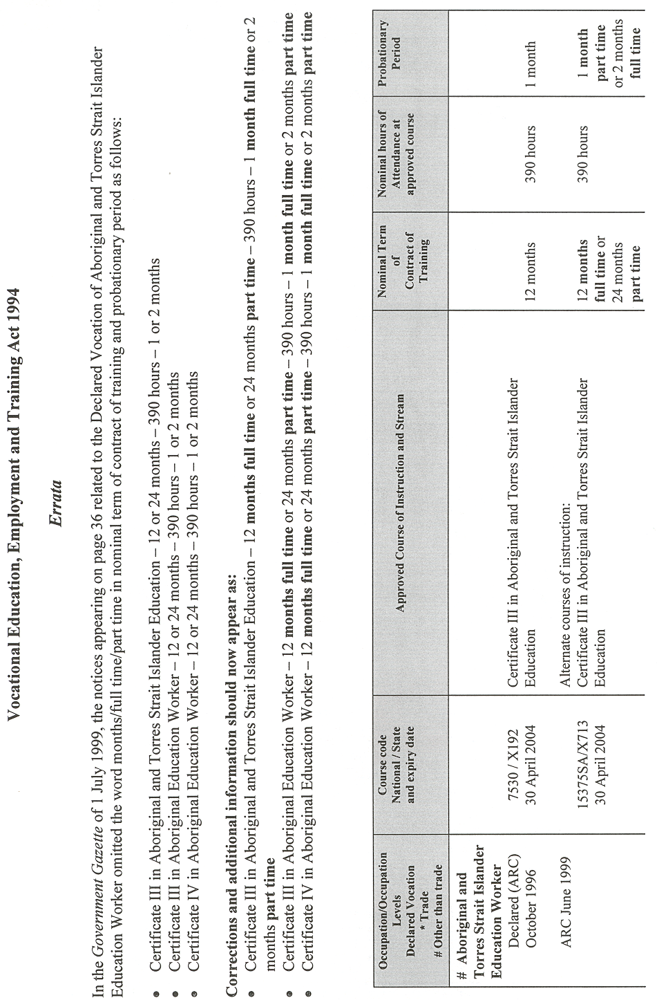 Vocational Education, Employment and Training Act 1994
Errata
In the Government Gazette of 1 July 1999, the notices appearing on page 36 related to the Declared Vocation of Aboriginal and Torres Strait Islander
Education Worker omitted the word months/full time/part time in nominal term of contract of training and probationary period as follows:
• Certificate III in Aboriginal and Torres Strait Islander Education – 12 or 24 months – 390 hours – 1 or 2 months
• Certificate III in Aboriginal Education Worker – 12 or 24 months – 390 hours – 1 or 2 months
• Certificate IV in Aboriginal Education Worker – 12 or 24 months – 390 hours – 1 or 2 months
Corrections and additional information should now appear as:
• Certificate III in Aboriginal and Torres Strait Islander Education – 12 months full time or 24 months part time – 390 hours – 1 month full time or 2
months part time
• Certificate III in Aboriginal Education Worker – 12 months full time or 24 months part time – 390 hours – 1 month full time or 2 months part time
• Certificate IV in Aboriginal Education Worker – 12 months full time or 24 months part time – 390 hours – 1 month full time or 2 months part time
Occupation/Occupation
Levels
Declared Vocation
* Trade
# Other than trade
Course code
National / State
and expiry date
Approved Course of Instruction and Stream
Nominal Term
of
Contract of
Training
Nominal hours of
Attendance at
approved course
Probationary
Period
# Aboriginal and
Torres Strait Islander
Education Worker
Declared (ARC)
October 1996
7530 / X192
30 April 2004
Certificate III in Aboriginal and Torres Strait Islander
Education
12 months
390 hours
1 month
ARC June 1999
15375SA/X713
30 April 2004
Alternate courses of instruction:
Certificate III in Aboriginal and Torres Strait Islander
Education
12 months
full time or
24 months
part time
390 hours
1 month
part time
or 2 months
full time